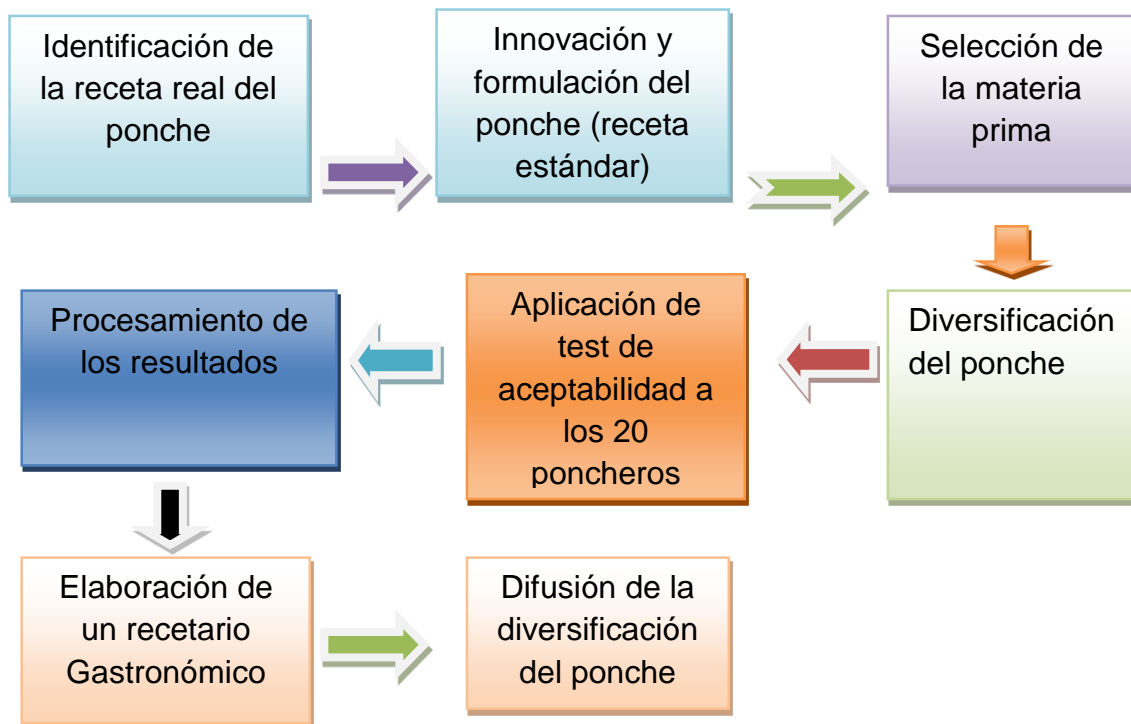 Identificación de
la receta real del
ponche
Innovación y
formulación del
ponche (receta
estándar)
Selección de
la materia
prima
Diversificación
del ponche
Aplicación de
test de
aceptabilidad a
los 20
poncheros
Procesamiento de
los resultados
Elaboración de
un recetario
Gastronómico
Difusión de la
diversificación
del ponche